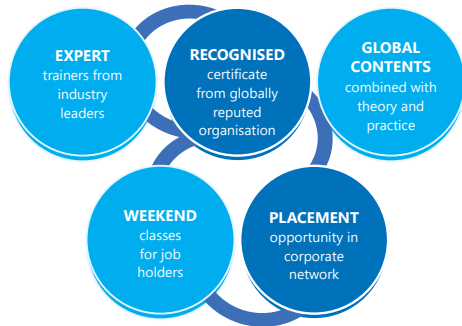 EXPERT
trainers from
industry
leaders
RECOGNISED
certificate
from globally
reputed
organisation
GLOBAL
CONTENTS
combined with
theory and
practice
WEEKEND
classes
for job
holders
PLACEMENT
opportunity in
corporate
network